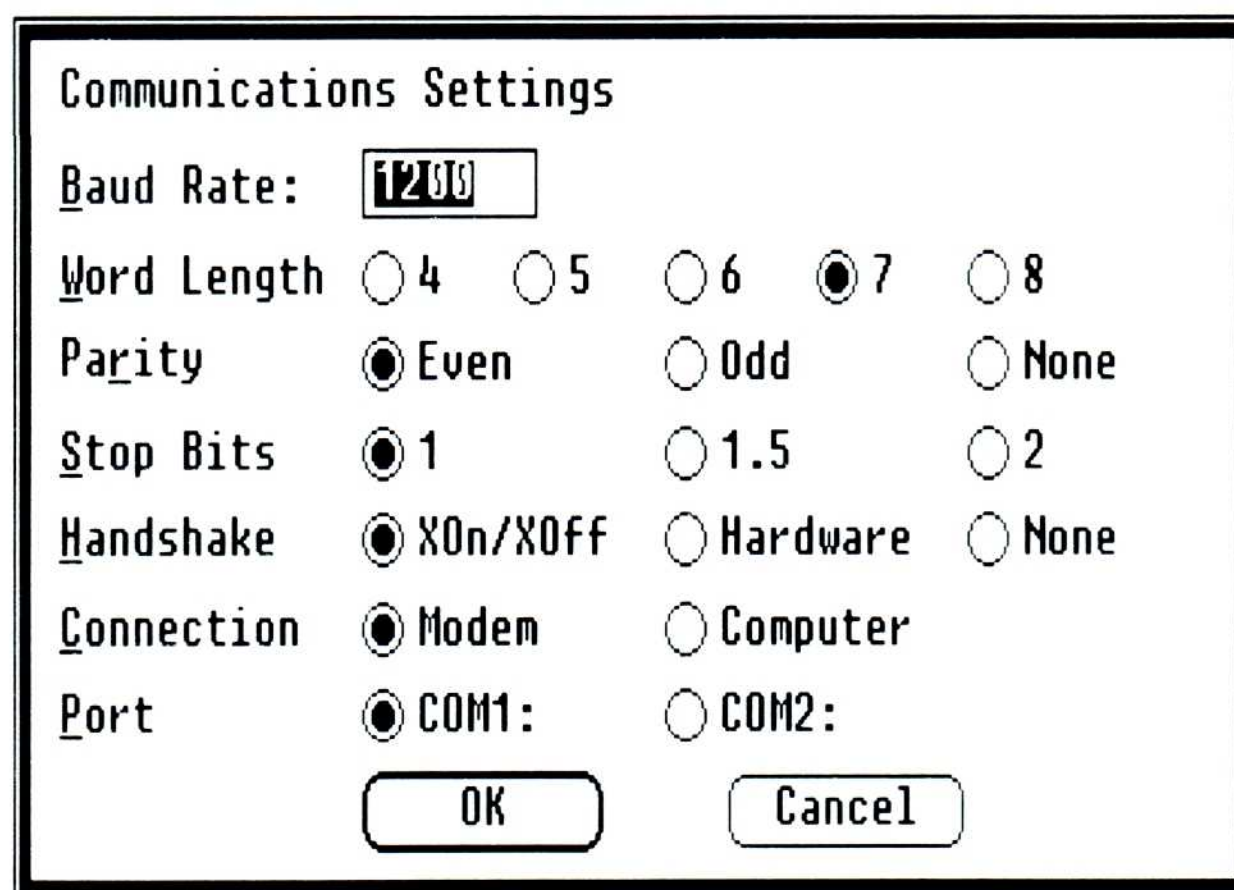 Communications Settings
Baud Rate: 1200
Word Length 4 5 6 7 8
Parity Even Odd None
Stop Bits 1 1.5 2
Handshake XOn/XOff Hardware None
Connection Modem Computer
Port COM1: COM2:
OK Cancel